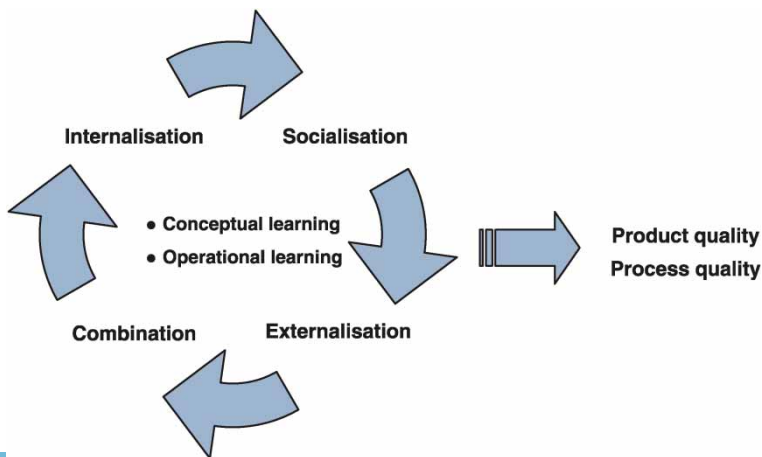 Internalisation
Socialisation
• Conceptual learning
• Operational learning
Product quality
Process quality
Combination
Externalisation